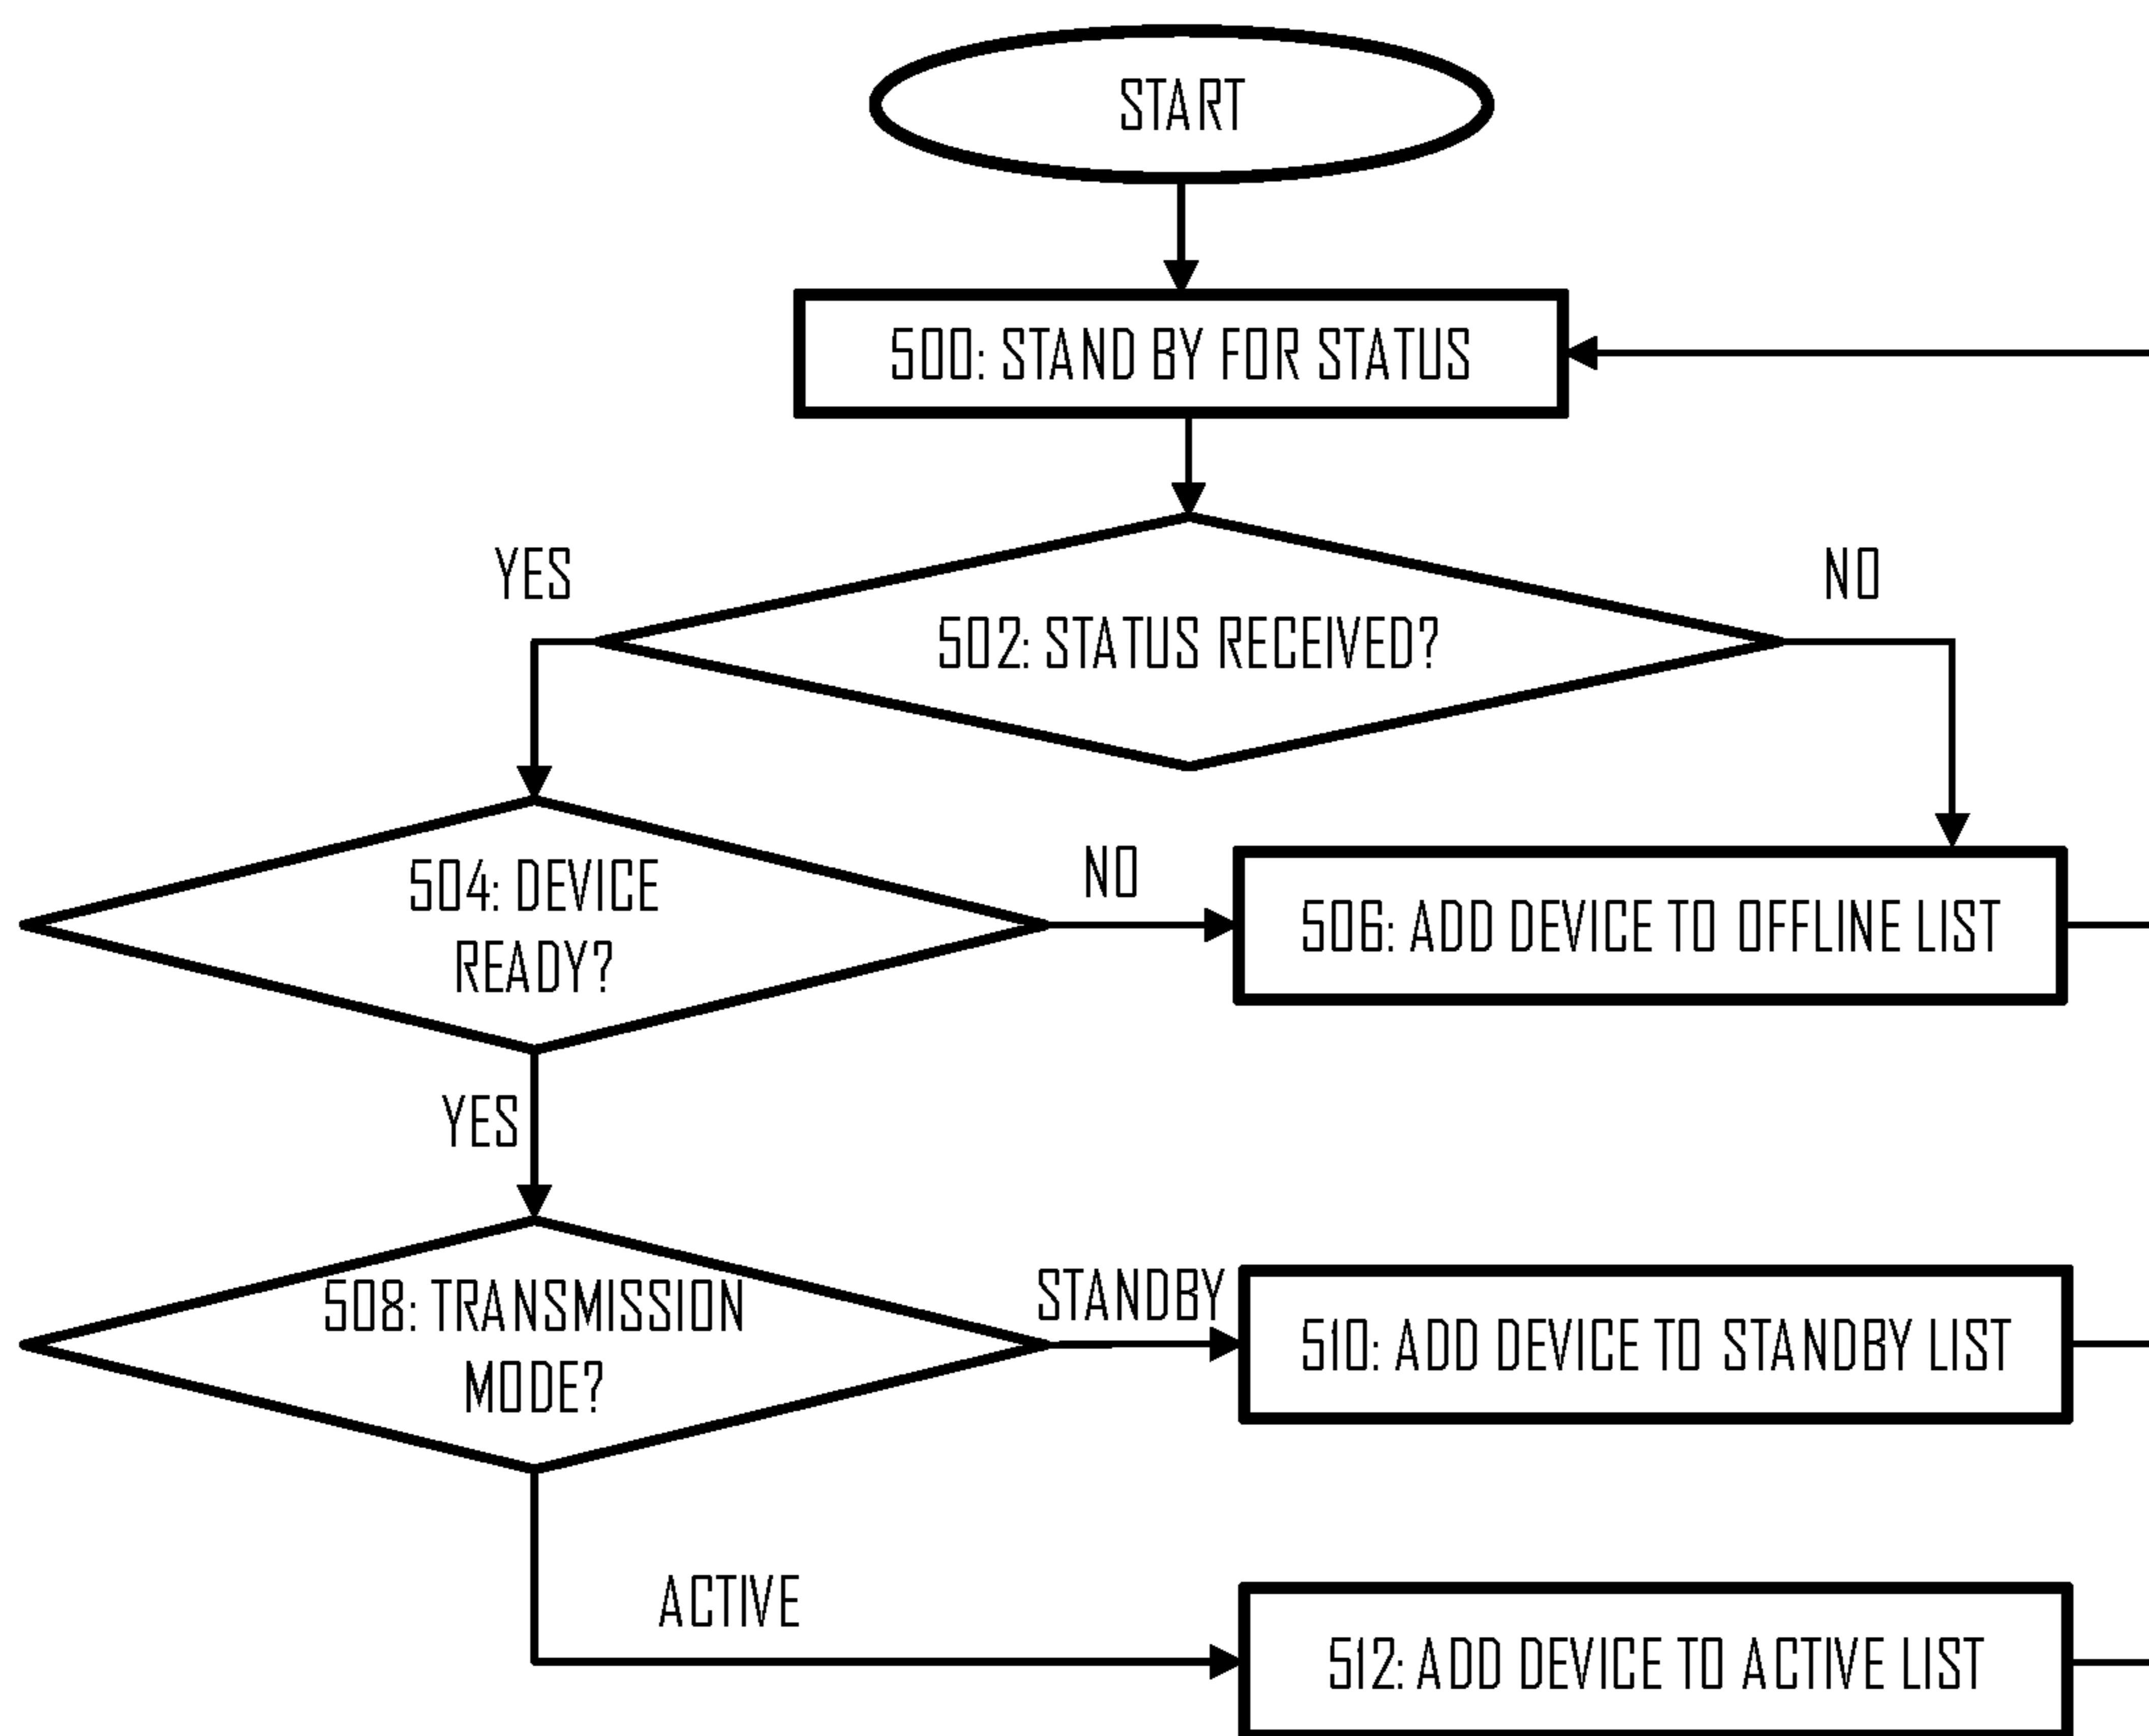 START
500: STAND BY FOR STATUS
YES
NO
502: STATUS RECEIVED?
504: DEVICE
READY?
NO
506: ADD DEVICE TO OFFLINE LIST
YES
508: TRANSMISSION
MODE?
STANDBY
510: ADD DEVICE TO STANDBY LIST
ACTIVE
512: ADD DEVICE TO ACTIVE LIST